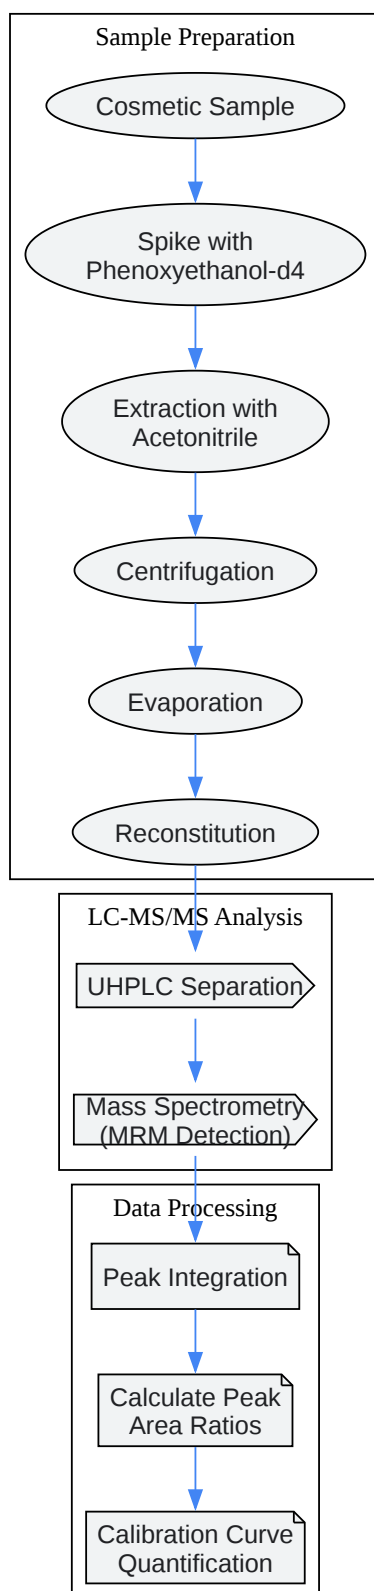 Sample Preparation
Cosmetic Sample
Spike with
Phenoxyethanol-d4
Extraction with
Acetonitrile
Centrifugation
Evaporation
Reconstitution
LC-MS/MS Analysis
UHPLC Separation
Mass Spectrometry
(MRM Detection)
Data Processing
Peak Integration
Calculate Peak
Area Ratios
Calibration Curve
Quantification